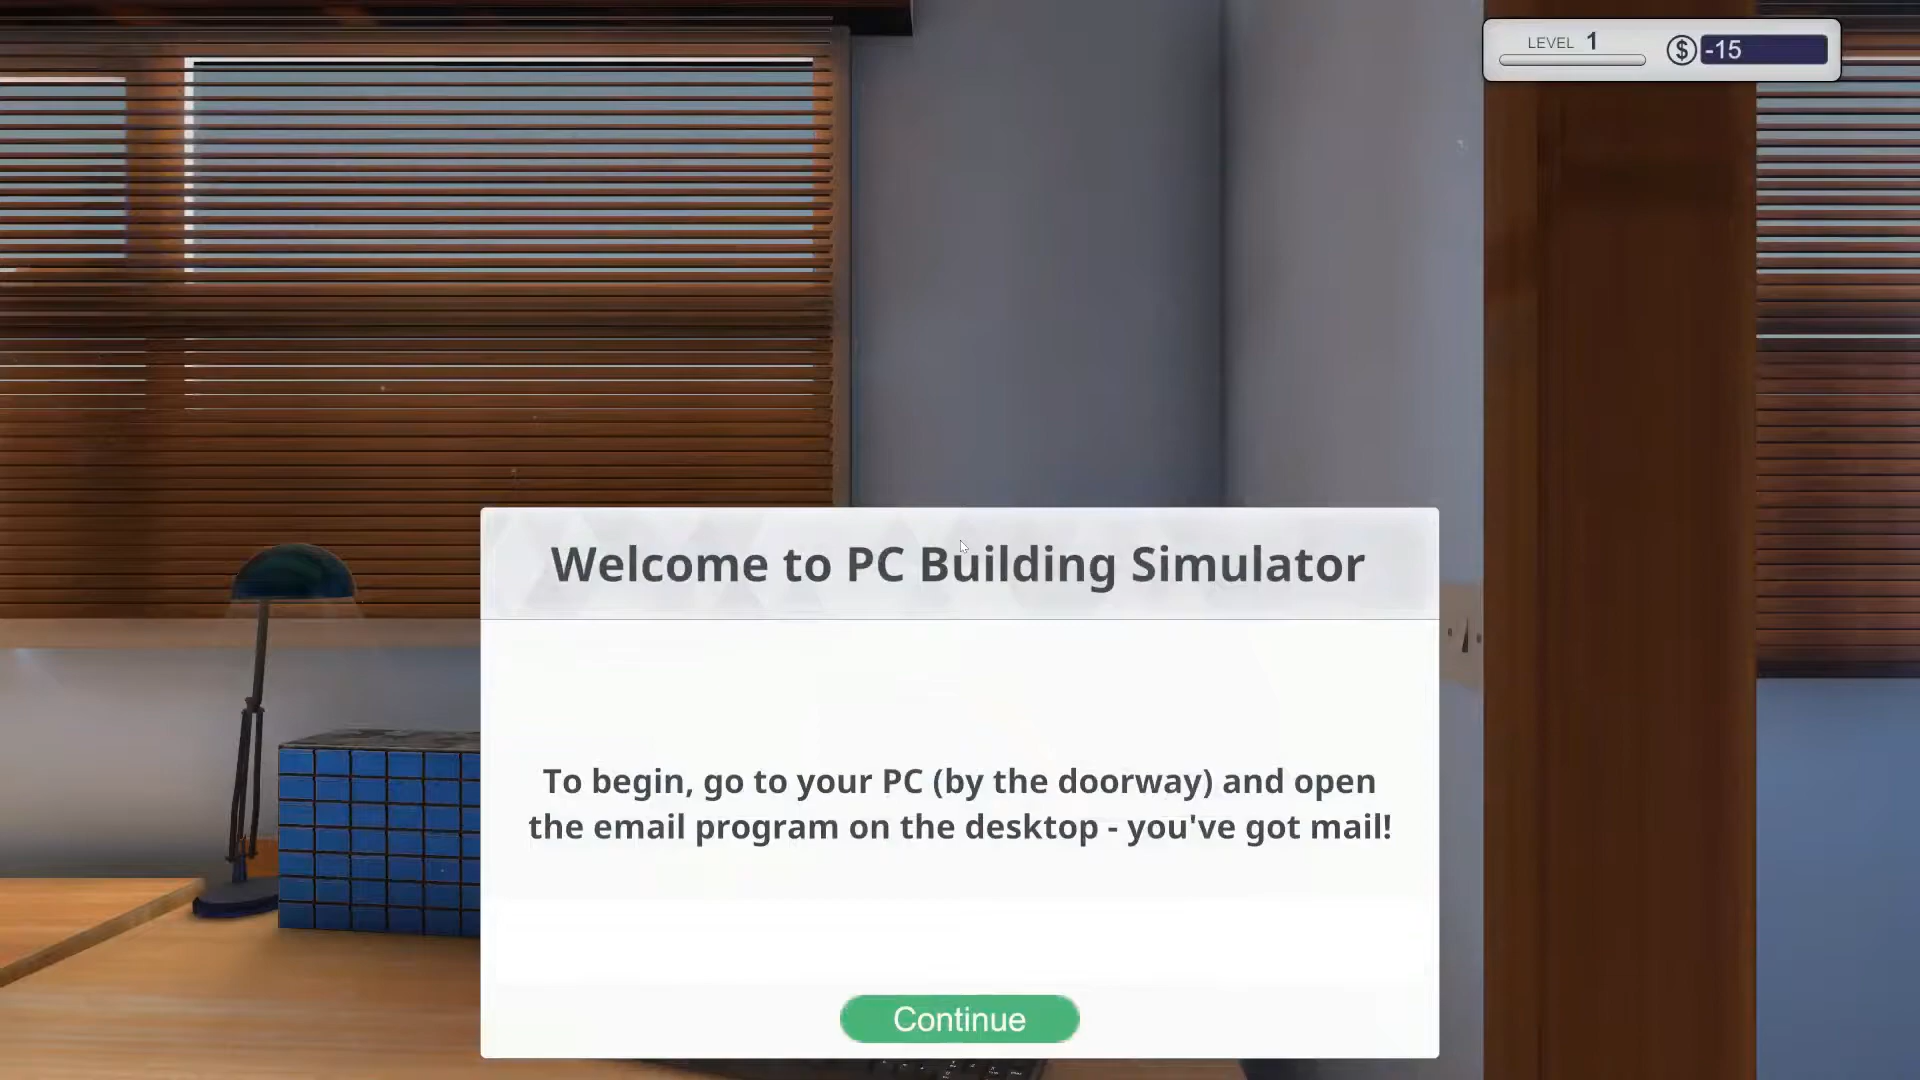 LEVEL 1
$ -15
Welcome to PC Building Simulator
To begin, go to your PC (by the doorway) and open
the email program on the desktop - you've got mail!
Continue